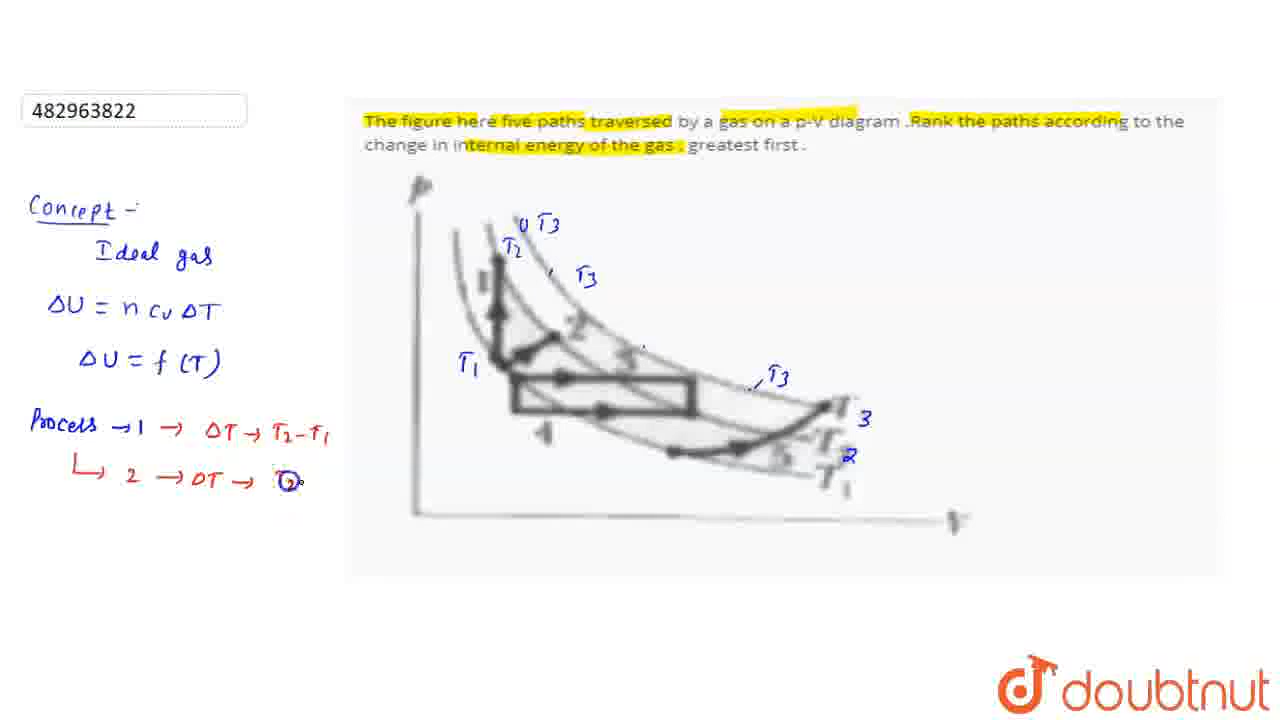 482963822
The figure here five paths traversed by a gas on a p-V diagram .Rank the paths according to the
change in internal energy of the gas , greatest first .
Concept -
Ideal gas
ΔU = n Cv ΔT
ΔU = f (T)
Process → 1 → ΔT → T2 - T1
↳ 2 → ΔT → T2
P
T3
T2
T3
1
2
T1
3
T3
4
T3
5
T2
T1
V
doubtnut